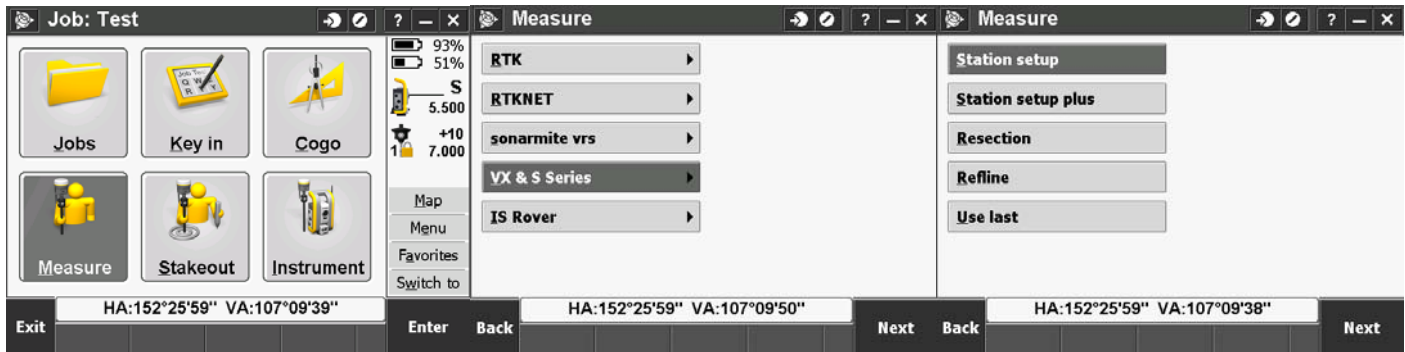 Job: Test
? — ×
93%
51%
S
5.500
+10
1 7.000
Jobs
Key in
Cogo
Measure
Stakeout
Instrument
Map
Menu
Favorites
Switch to
HA:152°25'59" VA:107°09'39"
Exit
Enter
Measure
? — ×
RTK
RTKNET
sonarmite vrs
VX & S Series
IS Rover
HA:152°25'59" VA:107°09'50"
Back
Next
Measure
? — ×
Station setup
Station setup plus
Resection
Refline
Use last
HA:152°25'59" VA:107°09'38"
Back
Next